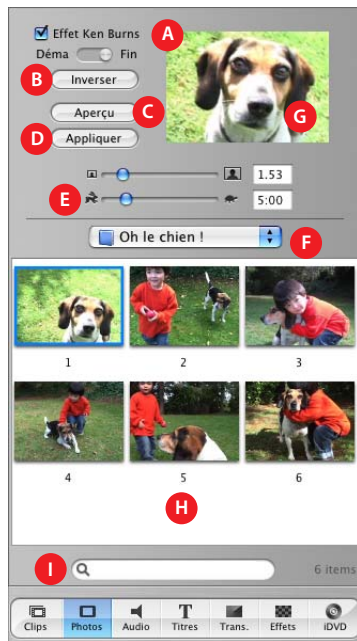 Effet Ken Burns
A
Déma Fin
B
Inverser
Aperçu
C
D
Appliquer
G
1.53
E
5:00
Oh le chien !
F
1 2 3
4 5 6
H
I
6 items
Clips Photos Audio Titres Trans. Effets iDVD